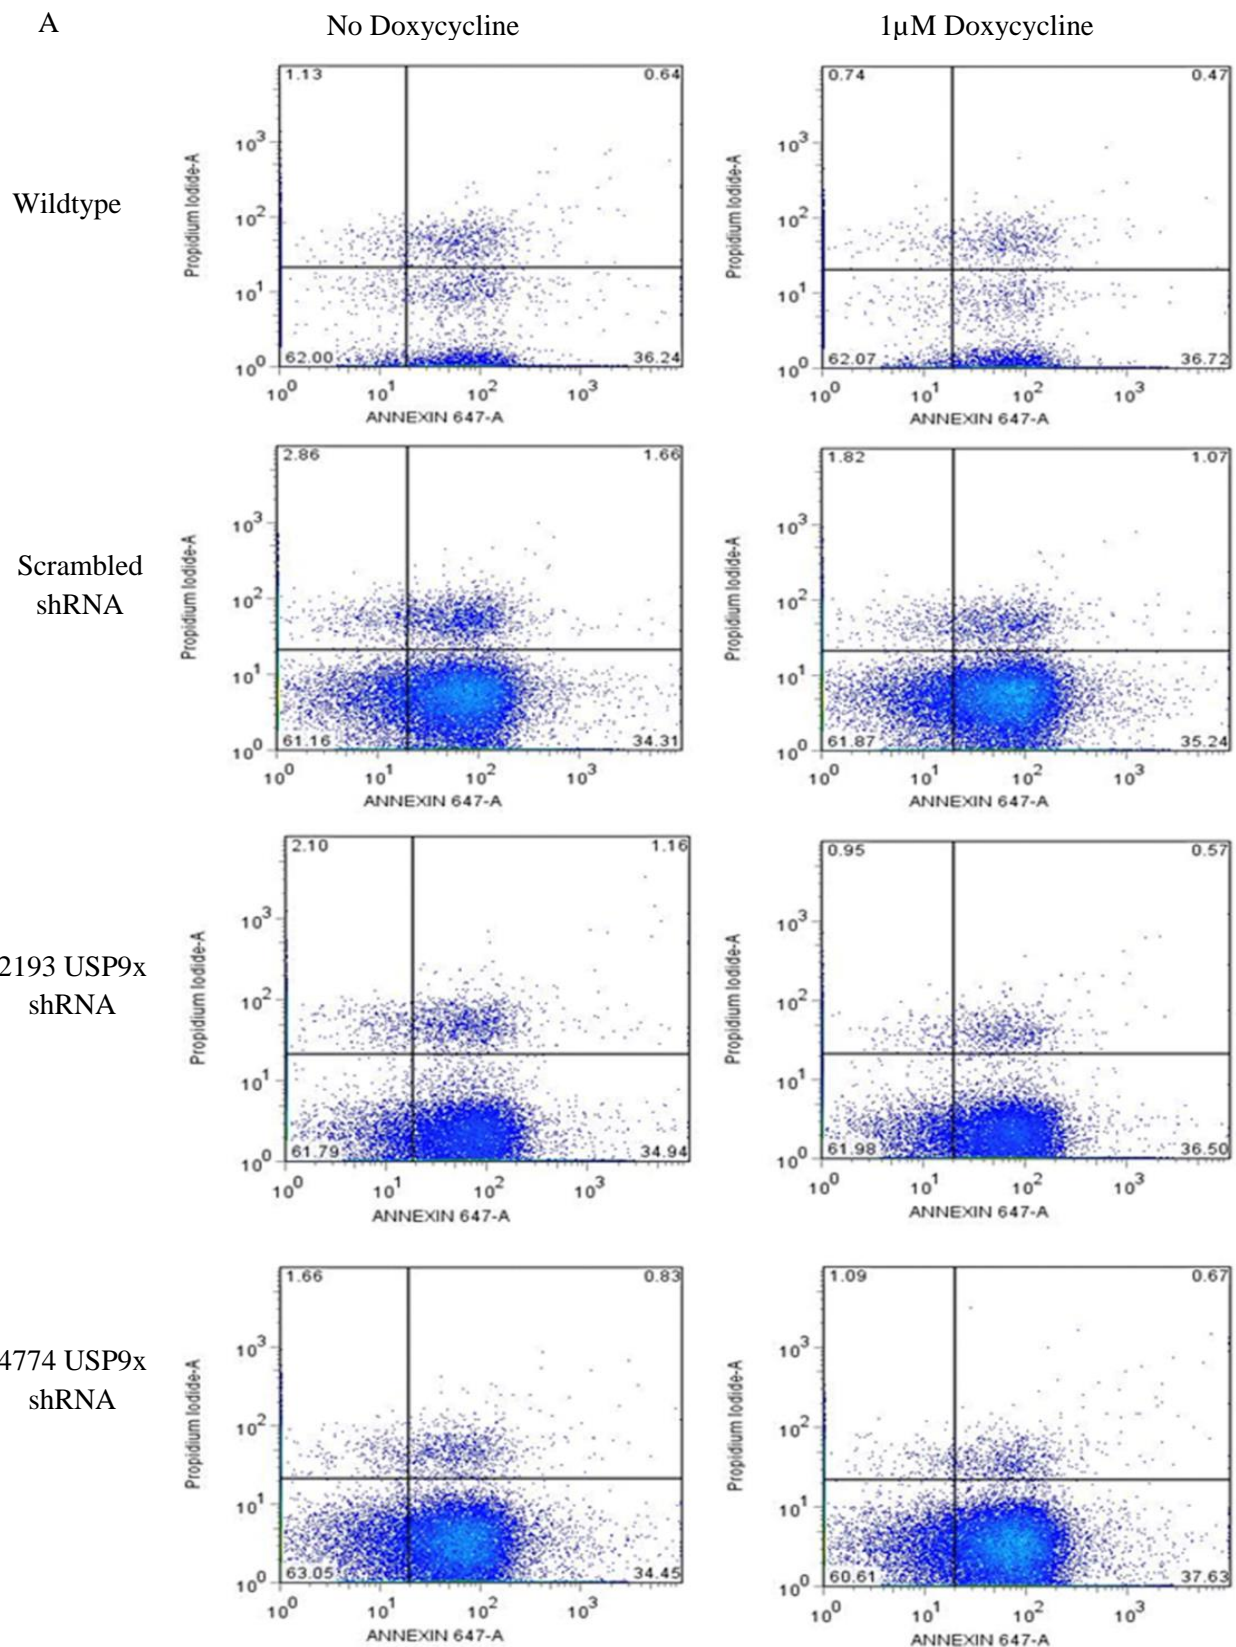 A
No Doxycycline
1µM Doxycycline
Wildtype
1.13
0.64
Propidium Iodide-A
10³
10²
10¹
10⁰
62.00
36.24
10⁰ 10¹ 10² 10³
ANNEXIN 647-A
0.74
0.47
Propidium Iodide-A
10³
10²
10¹
10⁰
62.07
36.72
10⁰ 10¹ 10² 10³
ANNEXIN 647-A
Scrambled
shRNA
2.86
1.66
Propidium Iodide-A
10³
10²
10¹
10⁰
61.16
34.31
10⁰ 10¹ 10² 10³
ANNEXIN 647-A
1.82
1.07
Propidium Iodide-A
10³
10²
10¹
10⁰
61.87
35.24
10⁰ 10¹ 10² 10³
ANNEXIN 647-A
2193 USP9x
shRNA
2.10
1.16
Propidium Iodide-A
10³
10²
10¹
10⁰
61.79
34.94
10⁰ 10¹ 10² 10³
ANNEXIN 647-A
0.95
0.57
Propidium Iodide-A
10³
10²
10¹
10⁰
61.98
36.50
10⁰ 10¹ 10² 10³
ANNEXIN 647-A
4774 USP9x
shRNA
1.66
0.83
Propidium Iodide-A
10³
10²
10¹
10⁰
63.05
34.45
10⁰ 10¹ 10² 10³
ANNEXIN 647-A
1.09
0.67
Propidium Iodide-A
10³
10²
10¹
10⁰
60.61
37.63
10⁰ 10¹ 10² 10³
ANNEXIN 647-A